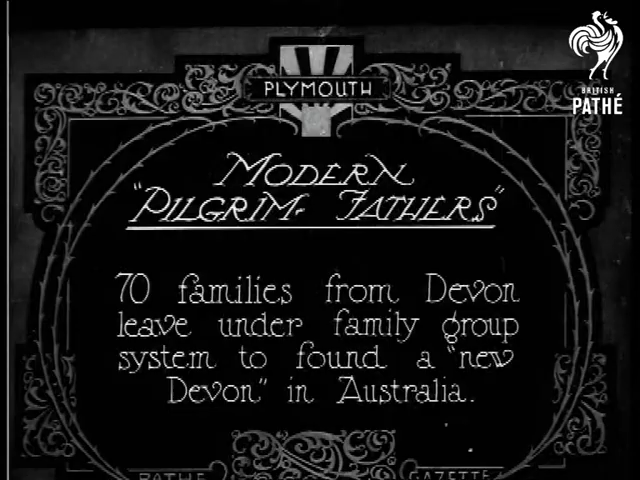 BRITISH
PATHÉ
PLYMOUTH
MODERN
"PILGRIM FATHERS"
70 families from Devon
leave under family group
system to found a "new
Devon" in Australia.
PATHE GAZETTE